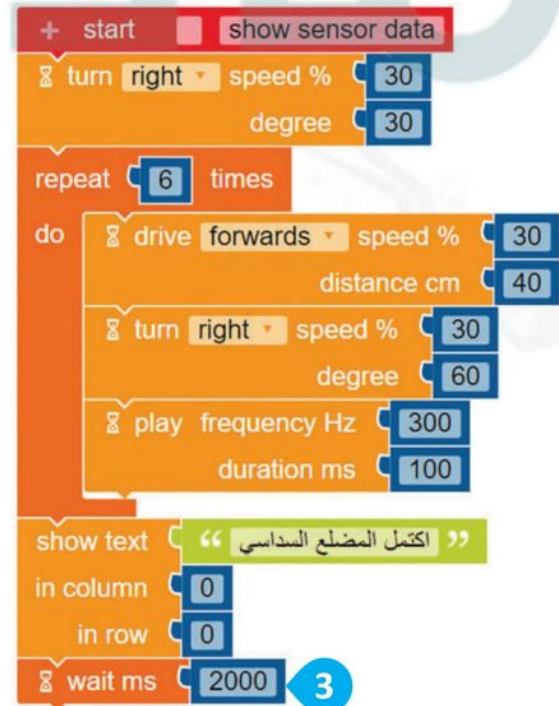 + start show sensor data
turn right speed % 30
degree 30
repeat 6 times
do drive forwards speed % 30
distance cm 40
turn right speed % 30
degree 60
play frequency Hz 300
duration ms 100
show text “ اكتمل المضلع السداسي ”
in column 0
in row 0
wait ms 2000 3